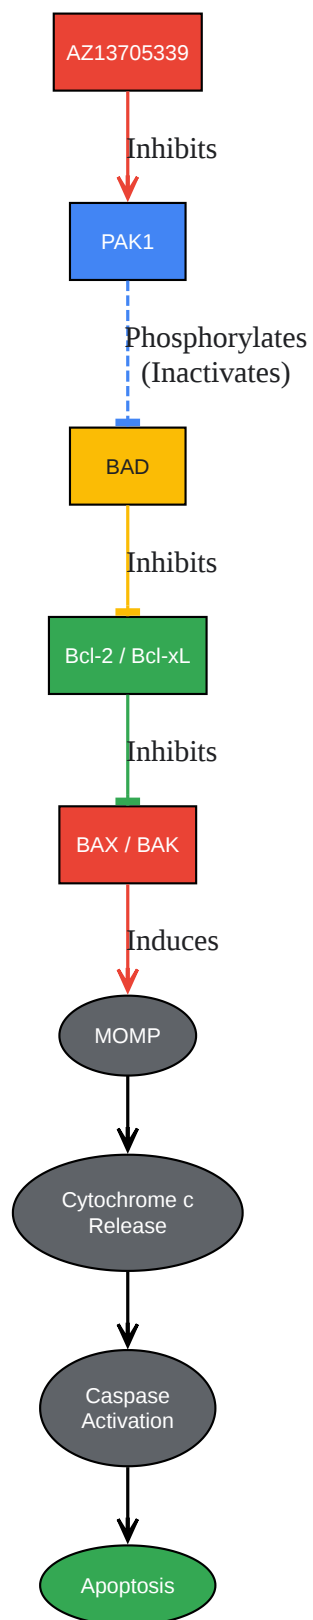 AZ13705339
Inhibits
PAK1
Phosphorylates
(Inactivates)
BAD
Inhibits
Bcl-2 / Bcl-xL
Inhibits
BAX / BAK
Induces
MOMP
Cytochrome c
Release
Caspase
Activation
Apoptosis